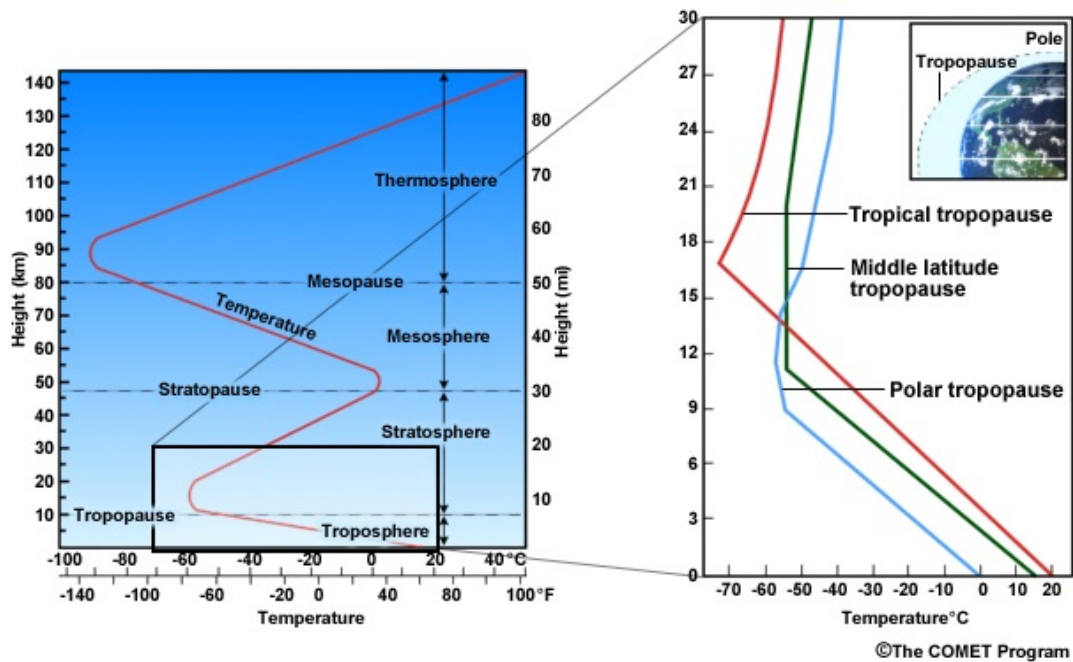 140
130
120
110
100
90
80
70
60
50
40
30
20
10
Height (km)
80
70
60
50
40
30
20
10
Height (mi)
Thermosphere
Mesopause
Temperature
Mesosphere
Stratopause
Stratosphere
Tropopause
Troposphere
-100 -80 -60 -40 -20 0 20 40 °C
-140 -100 -60 -20 0 40 80 100°F
Temperature
30
27
24
21
18
15
12
9
6
3
0
Pole
Tropopause
Tropical tropopause
Middle latitude
tropopause
Polar tropopause
-70 -60 -50 -40 -30 -20 -10 0 10 20
Temperature°C
©The COMET Program